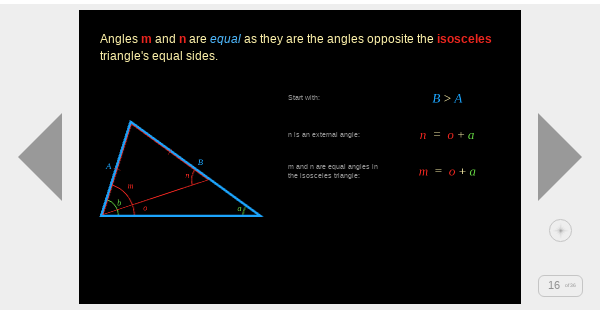 Angles m and n are equal as they are the angles opposite the isosceles
triangle's equal sides.
Start with:
B > A
n is an external angle:
n = o + a
m and n are equal angles in
the isosceles triangle:
m = o + a
A
B
m
n
b
o
a
16